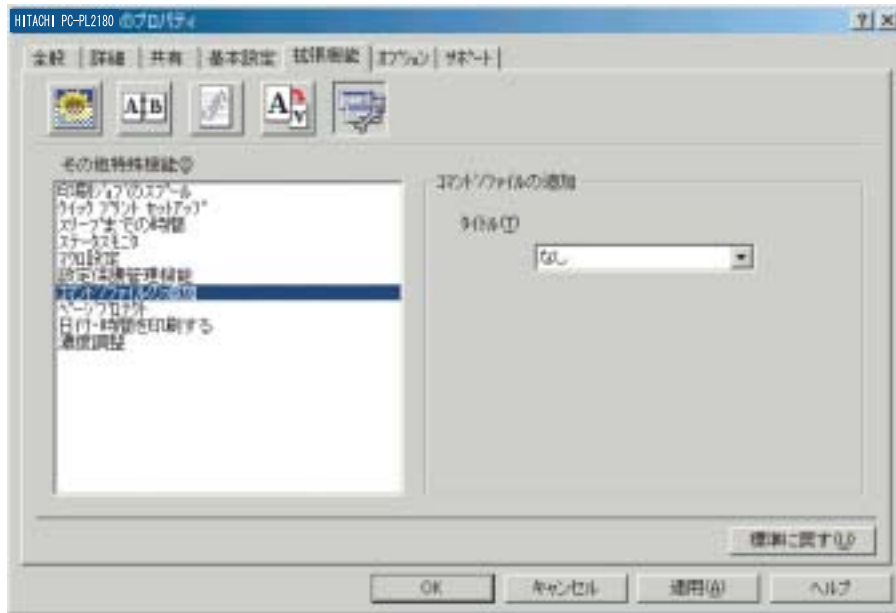 HITACHI PC-PL2180 のプロパティ
? ×
全般 詳細 共有 基本設定 拡張機能 オプション サポート
A B
A
その他特殊機能
印刷ジョブのスプール
クイック プリント セットアップ
スリープまでの時間
ステータスモニタ
マクロ設定
設定保護管理機能
コマンド/ファイルの追加
ページプロテクト
日付・時間を印刷する
濃度調整
コマンド/ファイルの追加
タイトル(T)
なし
標準に戻す(U)
OK キャンセル 適用(A) ヘルプ